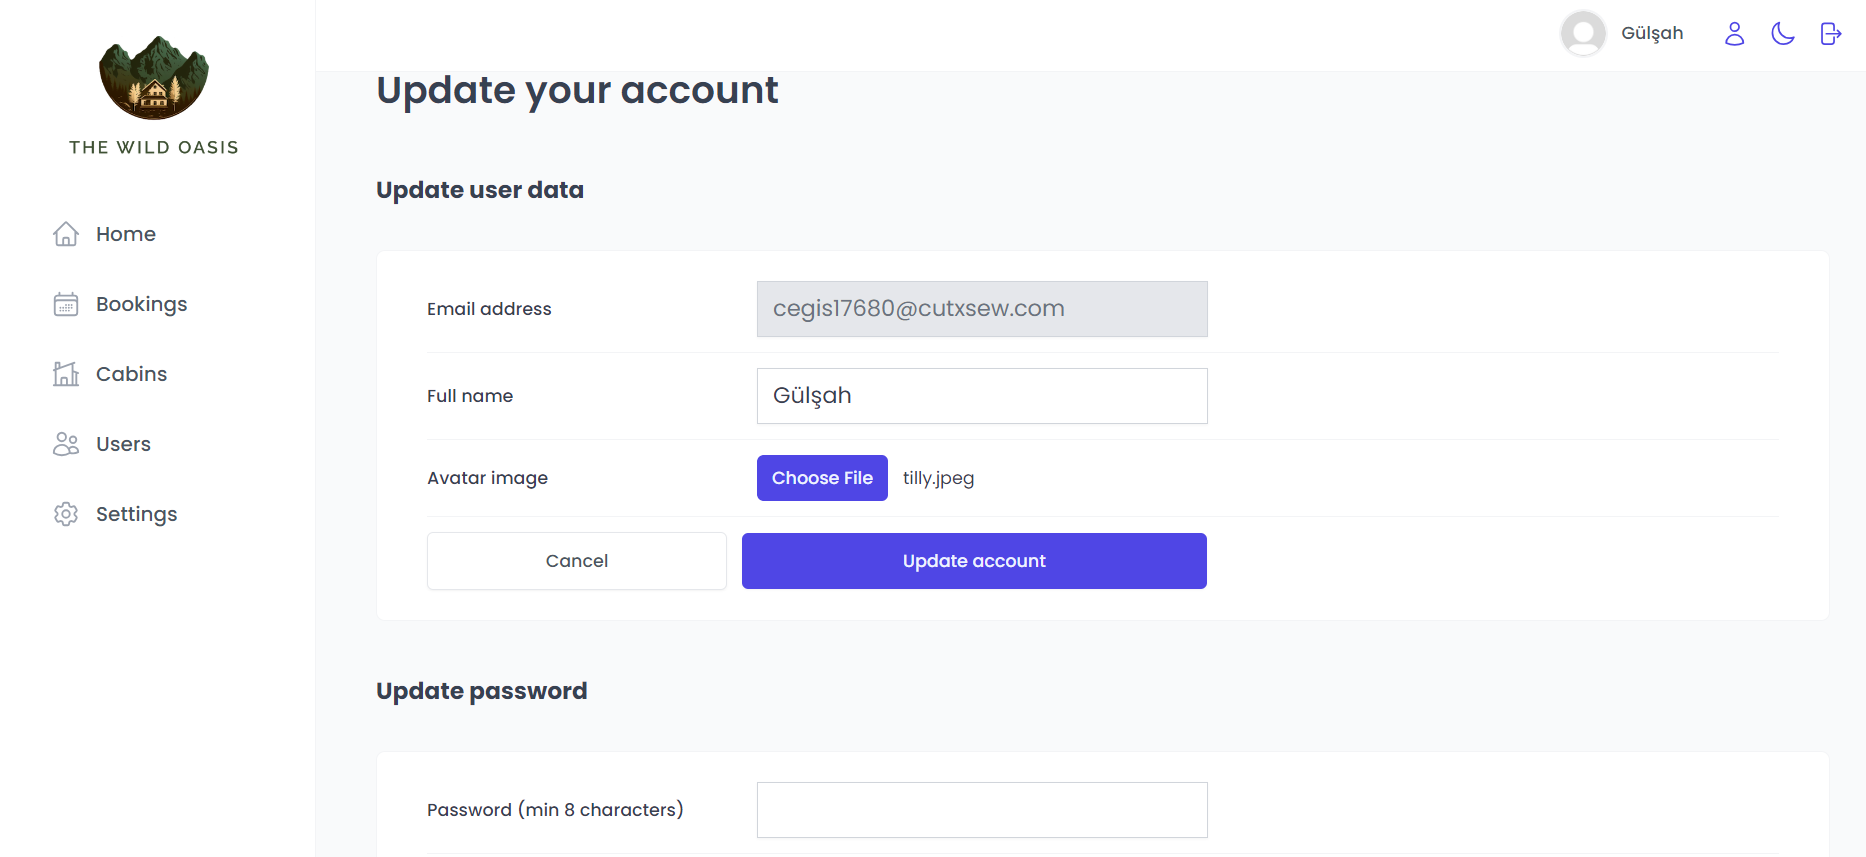 THE WILD OASIS
Home
Bookings
Cabins
Users
Settings
Gülşah
Update your account
Update user data
Email address
cegis17680@cutxsew.com
Full name
Gülşah
Avatar image
Choose File
tilly.jpeg
Cancel
Update account
Update password
Password (min 8 characters)